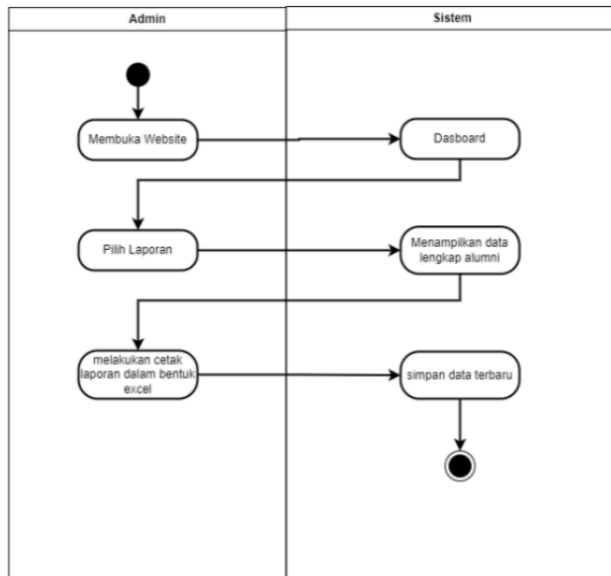 Admin
Sistem
Membuka Website
Dasboard
Pilih Laporan
Menampilkan data
lengkap alumni
melakukan cetak
laporan dalam bentuk
excel
simpan data terbaru